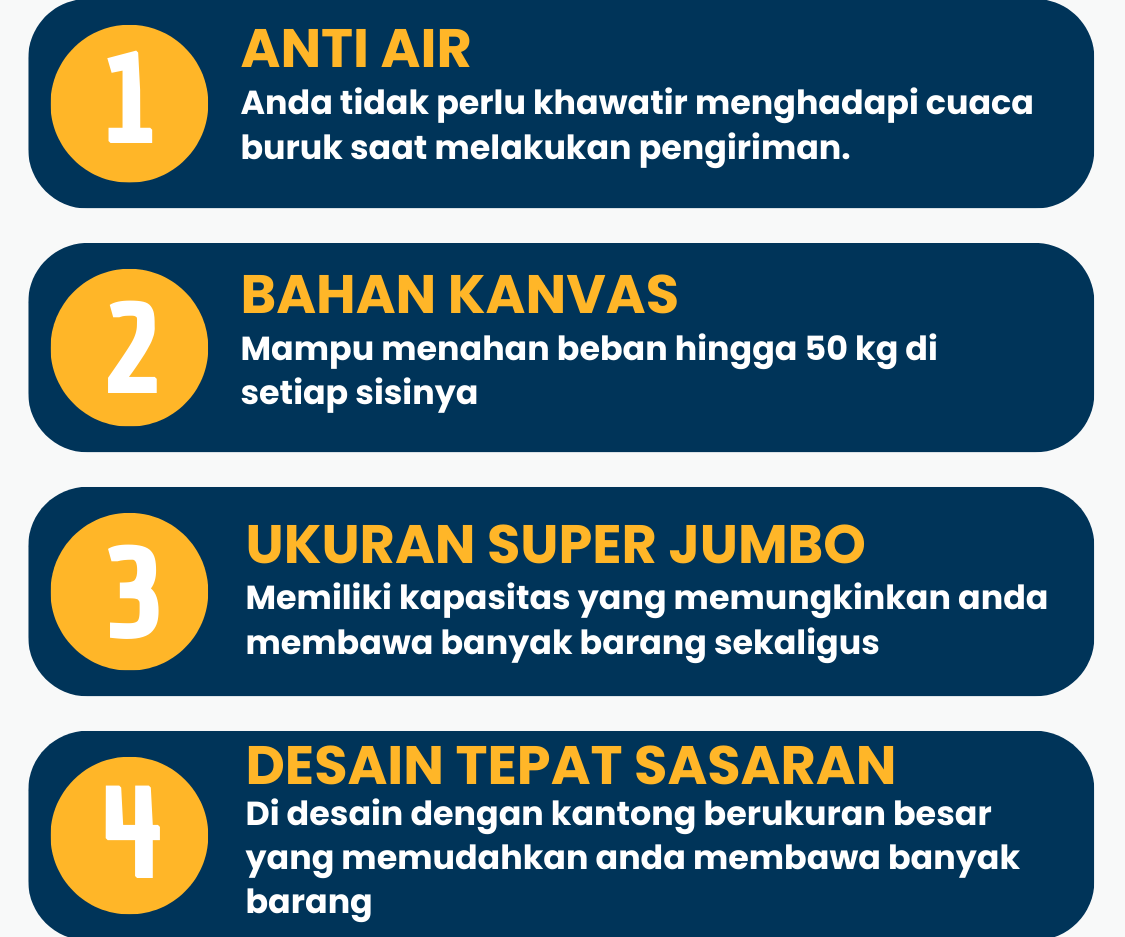 1
ANTI AIR
Anda tidak perlu khawatir menghadapi cuaca
buruk saat melakukan pengiriman.
2
BAHAN KANVAS
Mampu menahan beban hingga 50 kg di
setiap sisinya
3
UKURAN SUPER JUMBO
Memiliki kapasitas yang memungkinkan anda
membawa banyak barang sekaligus
4
DESAIN TEPAT SASARAN
Di desain dengan kantong berukuran besar
yang memudahkan anda membawa banyak
barang